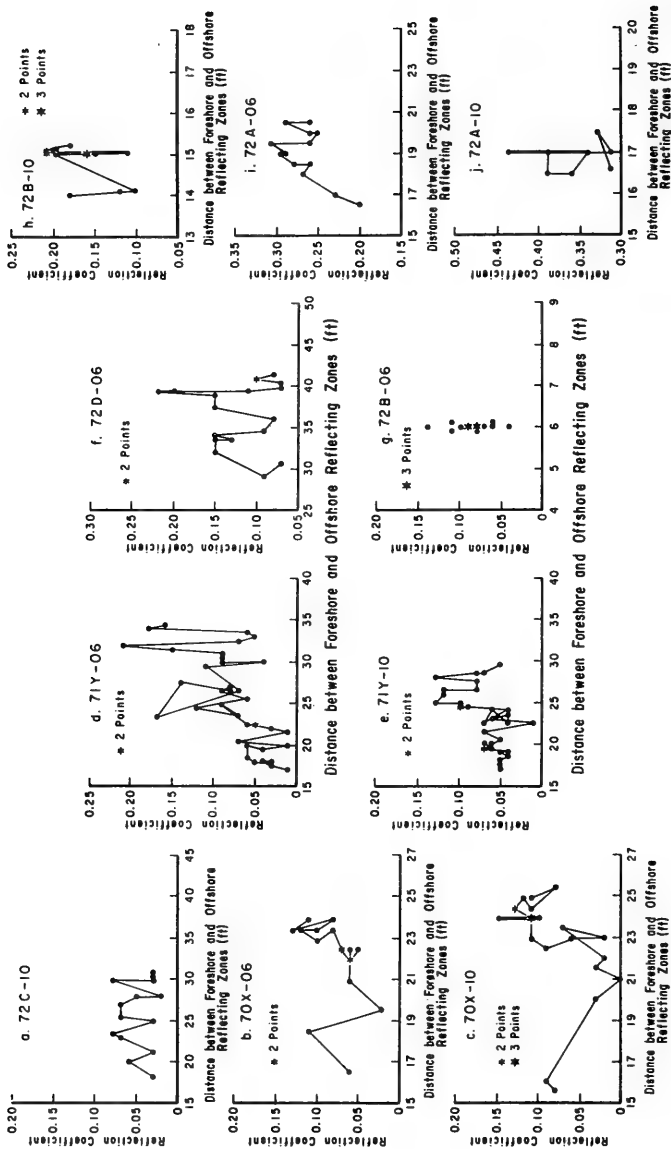 a. 72C-10
Reflection Coefficient
0.20
0.15
0.10
0.05
0
15 20 25 30 35 40 45
Distance between Foreshore and Offshore
Reflecting Zones (ft)
b. 70X-06
* 2 Points
Reflection Coefficient
0.20
0.15
0.10
0.05
0
15 17 19 21 23 25 27
Distance between Foreshore and Offshore
Reflecting Zones (ft)
c. 70X-10
* 2 Points
* 3 Points
Reflection Coefficient
0.20
0.15
0.10
0.05
0
15 17 19 21 23 25 27
Distance between Foreshore and Offshore
Reflecting Zones (ft)
d. 71Y-06
* 2 Points
Reflection Coefficient
0.25
0.20
0.15
0.10
0.05
0
15 20 25 30 35 40
Distance between Foreshore and Offshore Reflecting Zones (ft)
e. 71Y-10
* 2 Points
Reflection Coefficient
0.20
0.15
0.10
0.05
0
15 20 25 30 35 40
Distance between Foreshore and Offshore Reflecting Zones (ft)
f. 72D-06
* 2 Points
Reflection Coefficient
0.30
0.25
0.20
0.15
0.10
0.05
25 30 35 40 45 50
g. 72B-06
* 3 Points
Reflection Coefficient
0.20
0.15
0.10
0.05
0
4 5 6 7 8 9
h. 72B-10
* 2 Points
* 3 Points
Reflection Coefficient
0.25
0.20
0.15
0.10
0.05
13 14 15 16 17 18
Distance between Foreshore and Offshore
Reflecting Zones (ft)
i. 72A-06
Reflection Coefficient
0.35
0.30
0.25
0.20
0.15
15 17 19 21 23 25
Distance between Foreshore and Offshore
Reflecting Zones (ft)
j. 72A-10
Reflection Coefficient
0.50
0.45
0.40
0.35
0.30
15 16 17 18 19 20
Distance between Foreshore and Offshore
Reflecting Zones (ft)